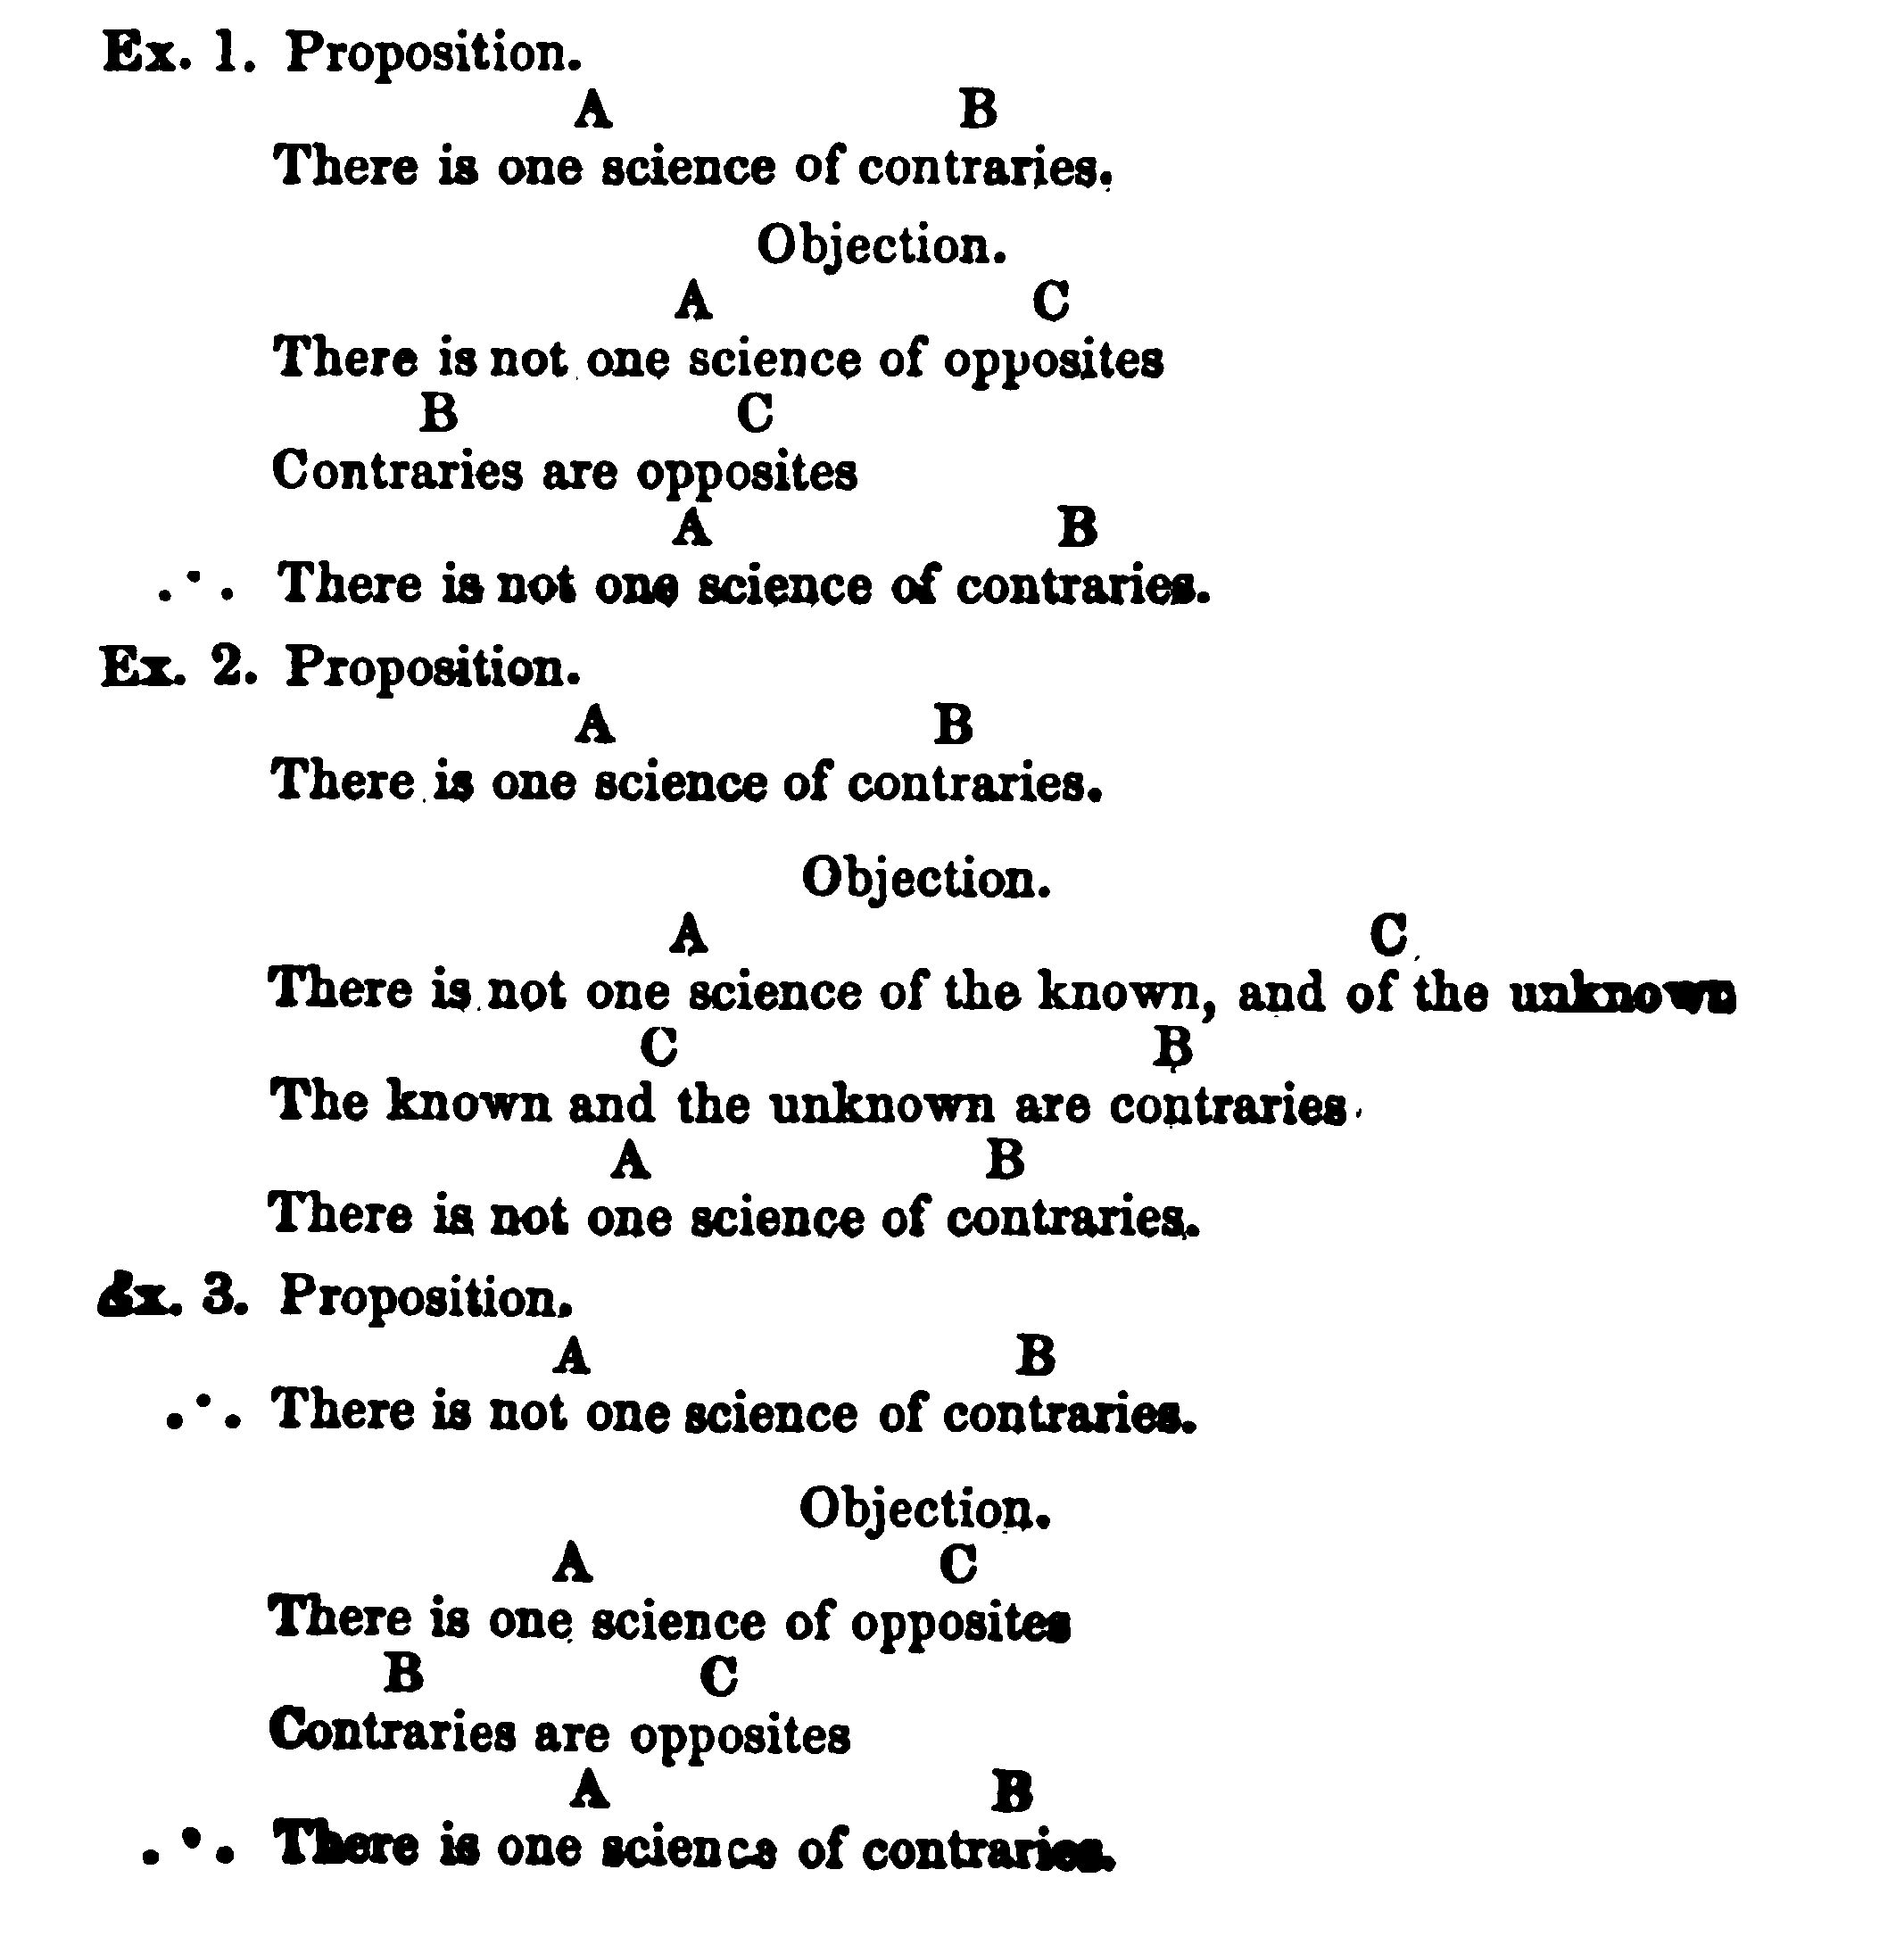 Ex. 1. Proposition.
A B
There is one science of contraries.
Objection.
A C
There is not one science of opposites
B C
Contraries are opposites
A B
∴ There is not one science of contraries.
Ex. 2. Proposition.
A B
There is one science of contraries.
Objection.
A C
There is not one science of the known, and of the unknown
C B
The known and the unknown are contraries
A B
There is not one science of contraries.
Ex. 3. Proposition.
A B
∴ There is not one science of contraries.
Objection.
A C
There is one science of opposites
B C
Contraries are opposites
A B
∴ There is one science of contraries.